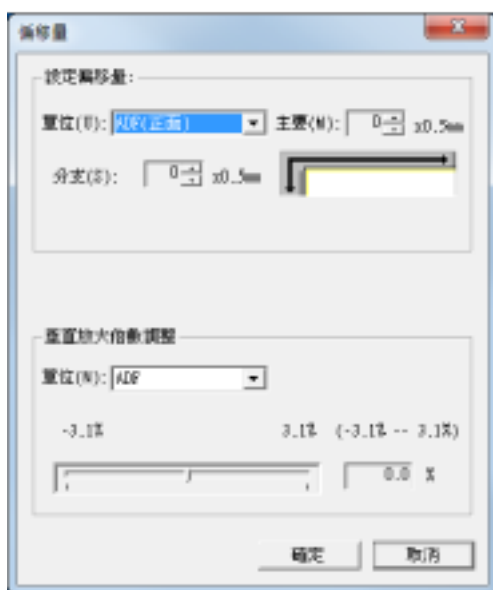 偏移量
設定偏移量:
單位(U): ADF(正面) 主要(M): 0 x0.5mm
分支(S): 0 x0.5mm
垂直放大倍數調整
單位(N): ADF
-3.1% 3.1% (-3.1% -- 3.1%)
0.0 %
確定 取消